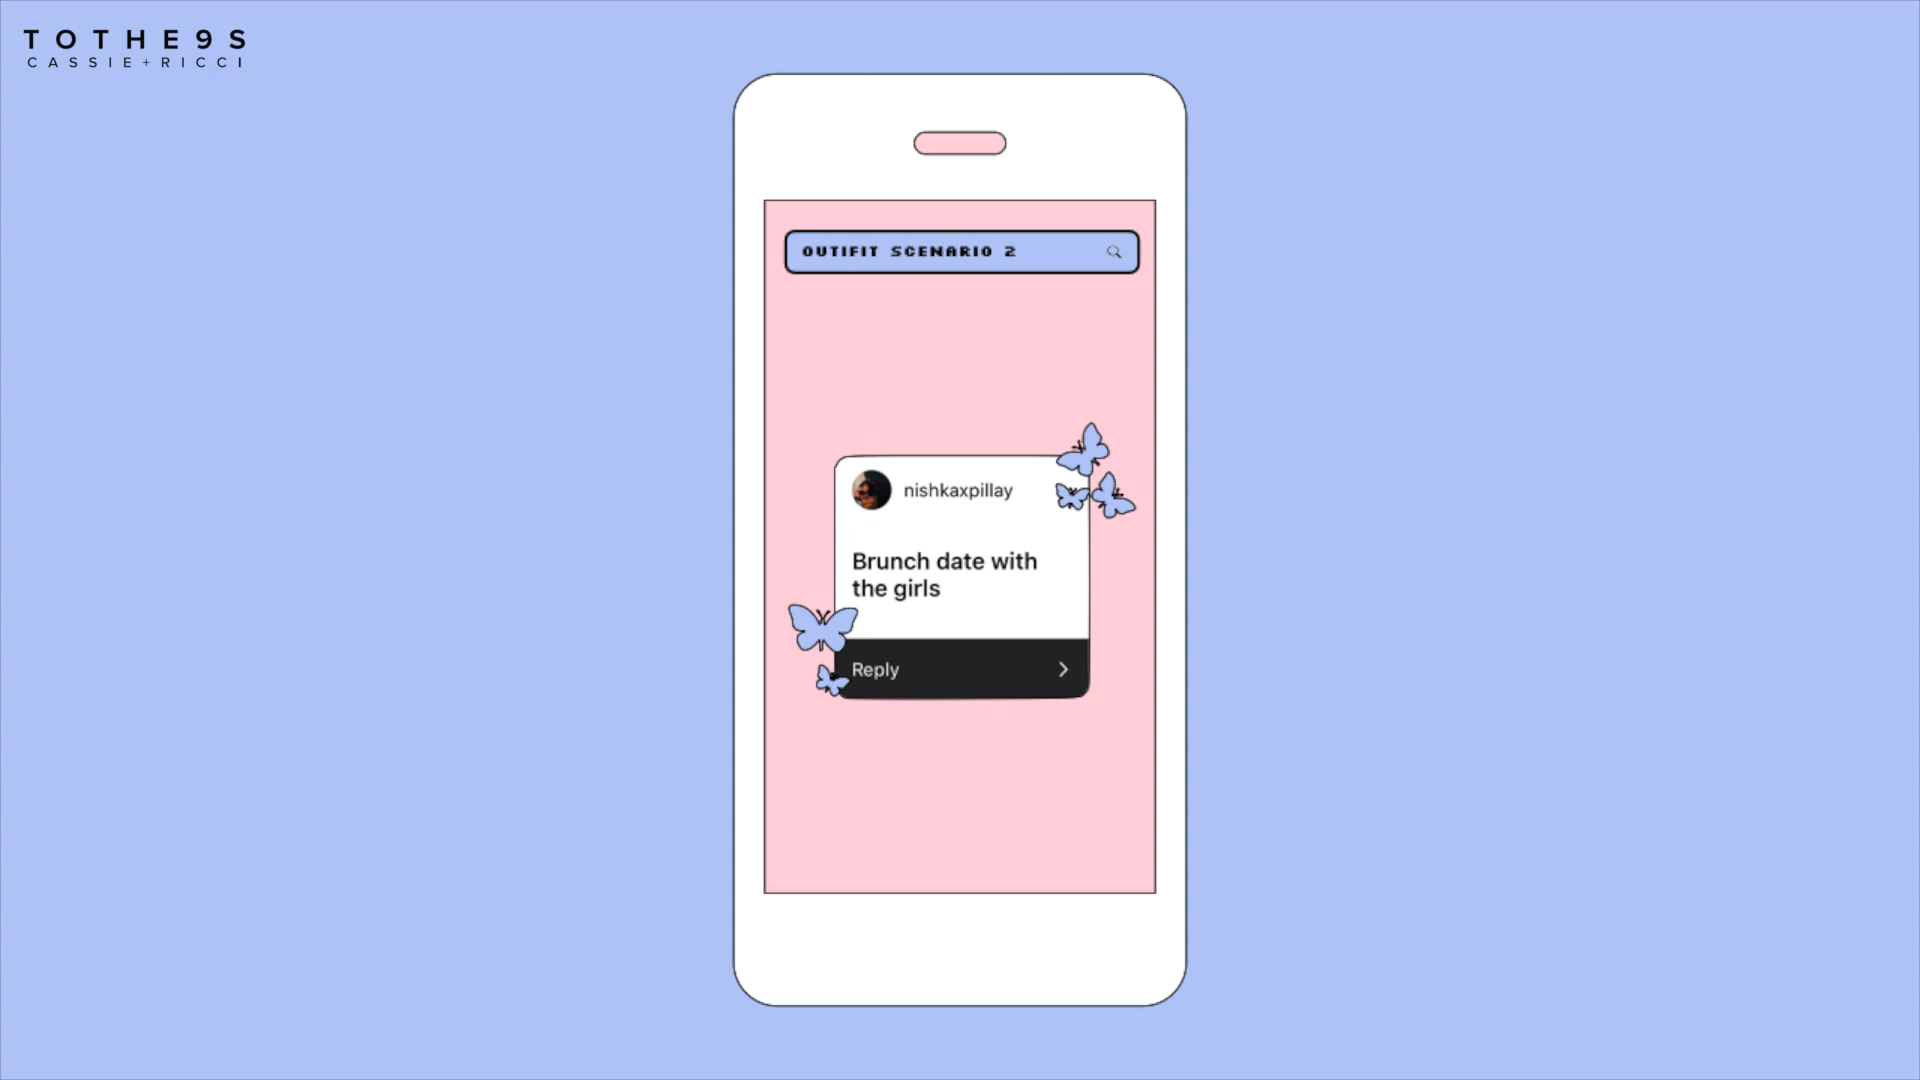 TOTHE9S
CASSIE+RICCI
OUTIFIT SCENARIO 2
nishkaxpillay
Brunch date with
the girls
Reply